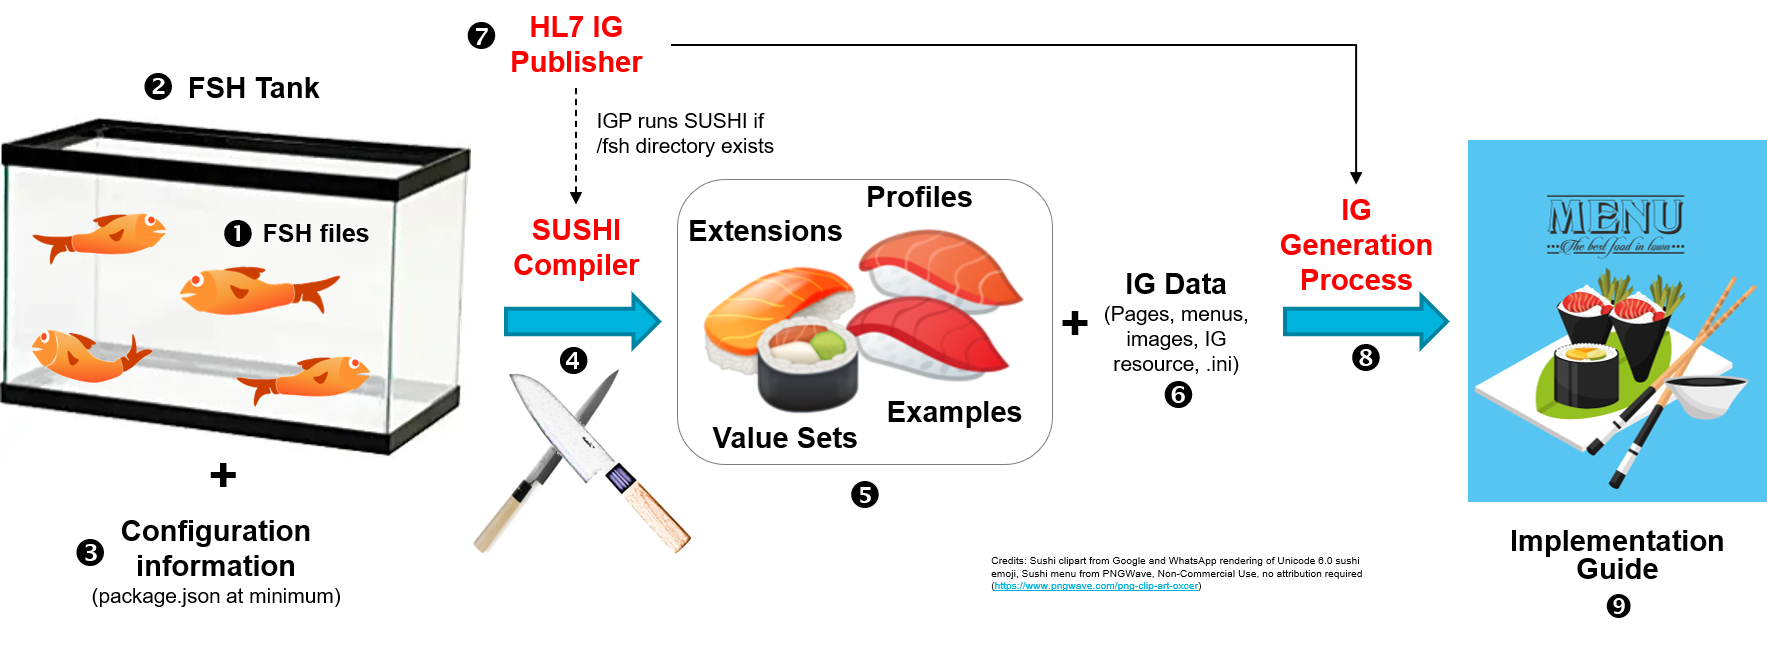 ❼ HL7 IG
Publisher
❷ FSH Tank
IGP runs SUSHI if
/fsh directory exists
❶ FSH files
SUSHI
Compiler
❹
Profiles
Extensions
Value Sets
Examples
❺
+
IG Data
(Pages, menus,
images, IG
resource, .ini)
❻
IG
Generation
Process
❽
MENU
The best food in town
+
❸ Configuration
information
(package.json at minimum)
Credits: Sushi clipart from Google and WhatsApp rendering of Unicode 6.0 sushi
emoji, Sushi menu from PNGWave, Non-Commercial Use, no attribution required
(https://www.pngwave.com/png-clip-art-oxcer)
Implementation
Guide
❾